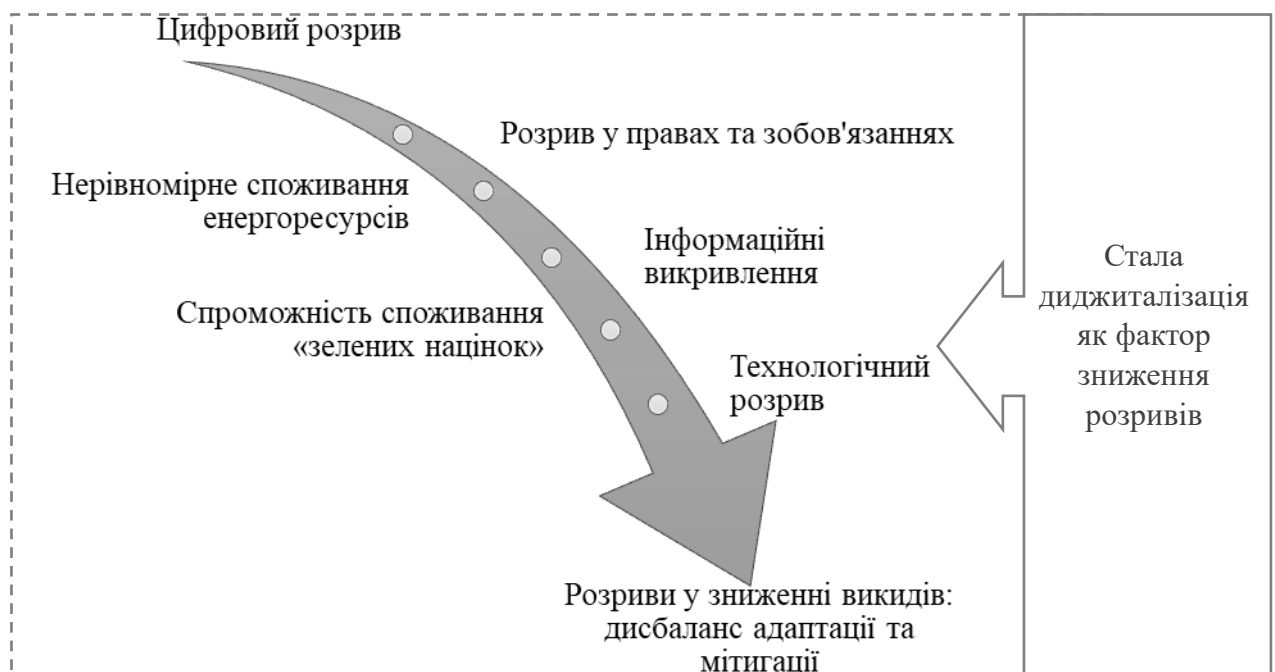 Цифровий розрив
Розрив у правах та зобов'язаннях
Нерівномірне споживання
енергоресурсів
Інформаційні
викривлення
Спроможність споживання
«зелених націнок»
Технологічний
розрив
Розриви у зниженні викидів:
дисбаланс адаптації та
мітигації
Стала
диджиталізація
як фактор
зниження
розривів